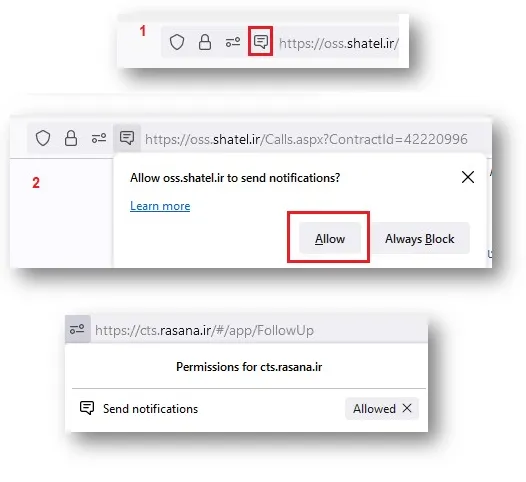 1
https://oss.shatel.ir/
https://oss.shatel.ir/Calls.aspx?ContractId=42220996
2
Allow oss.shatel.ir to send notifications?
Learn more
Allow Always Block
https://cts.rasana.ir/#/app/FollowUp
Permissions for cts.rasana.ir
Send notifications Allowed